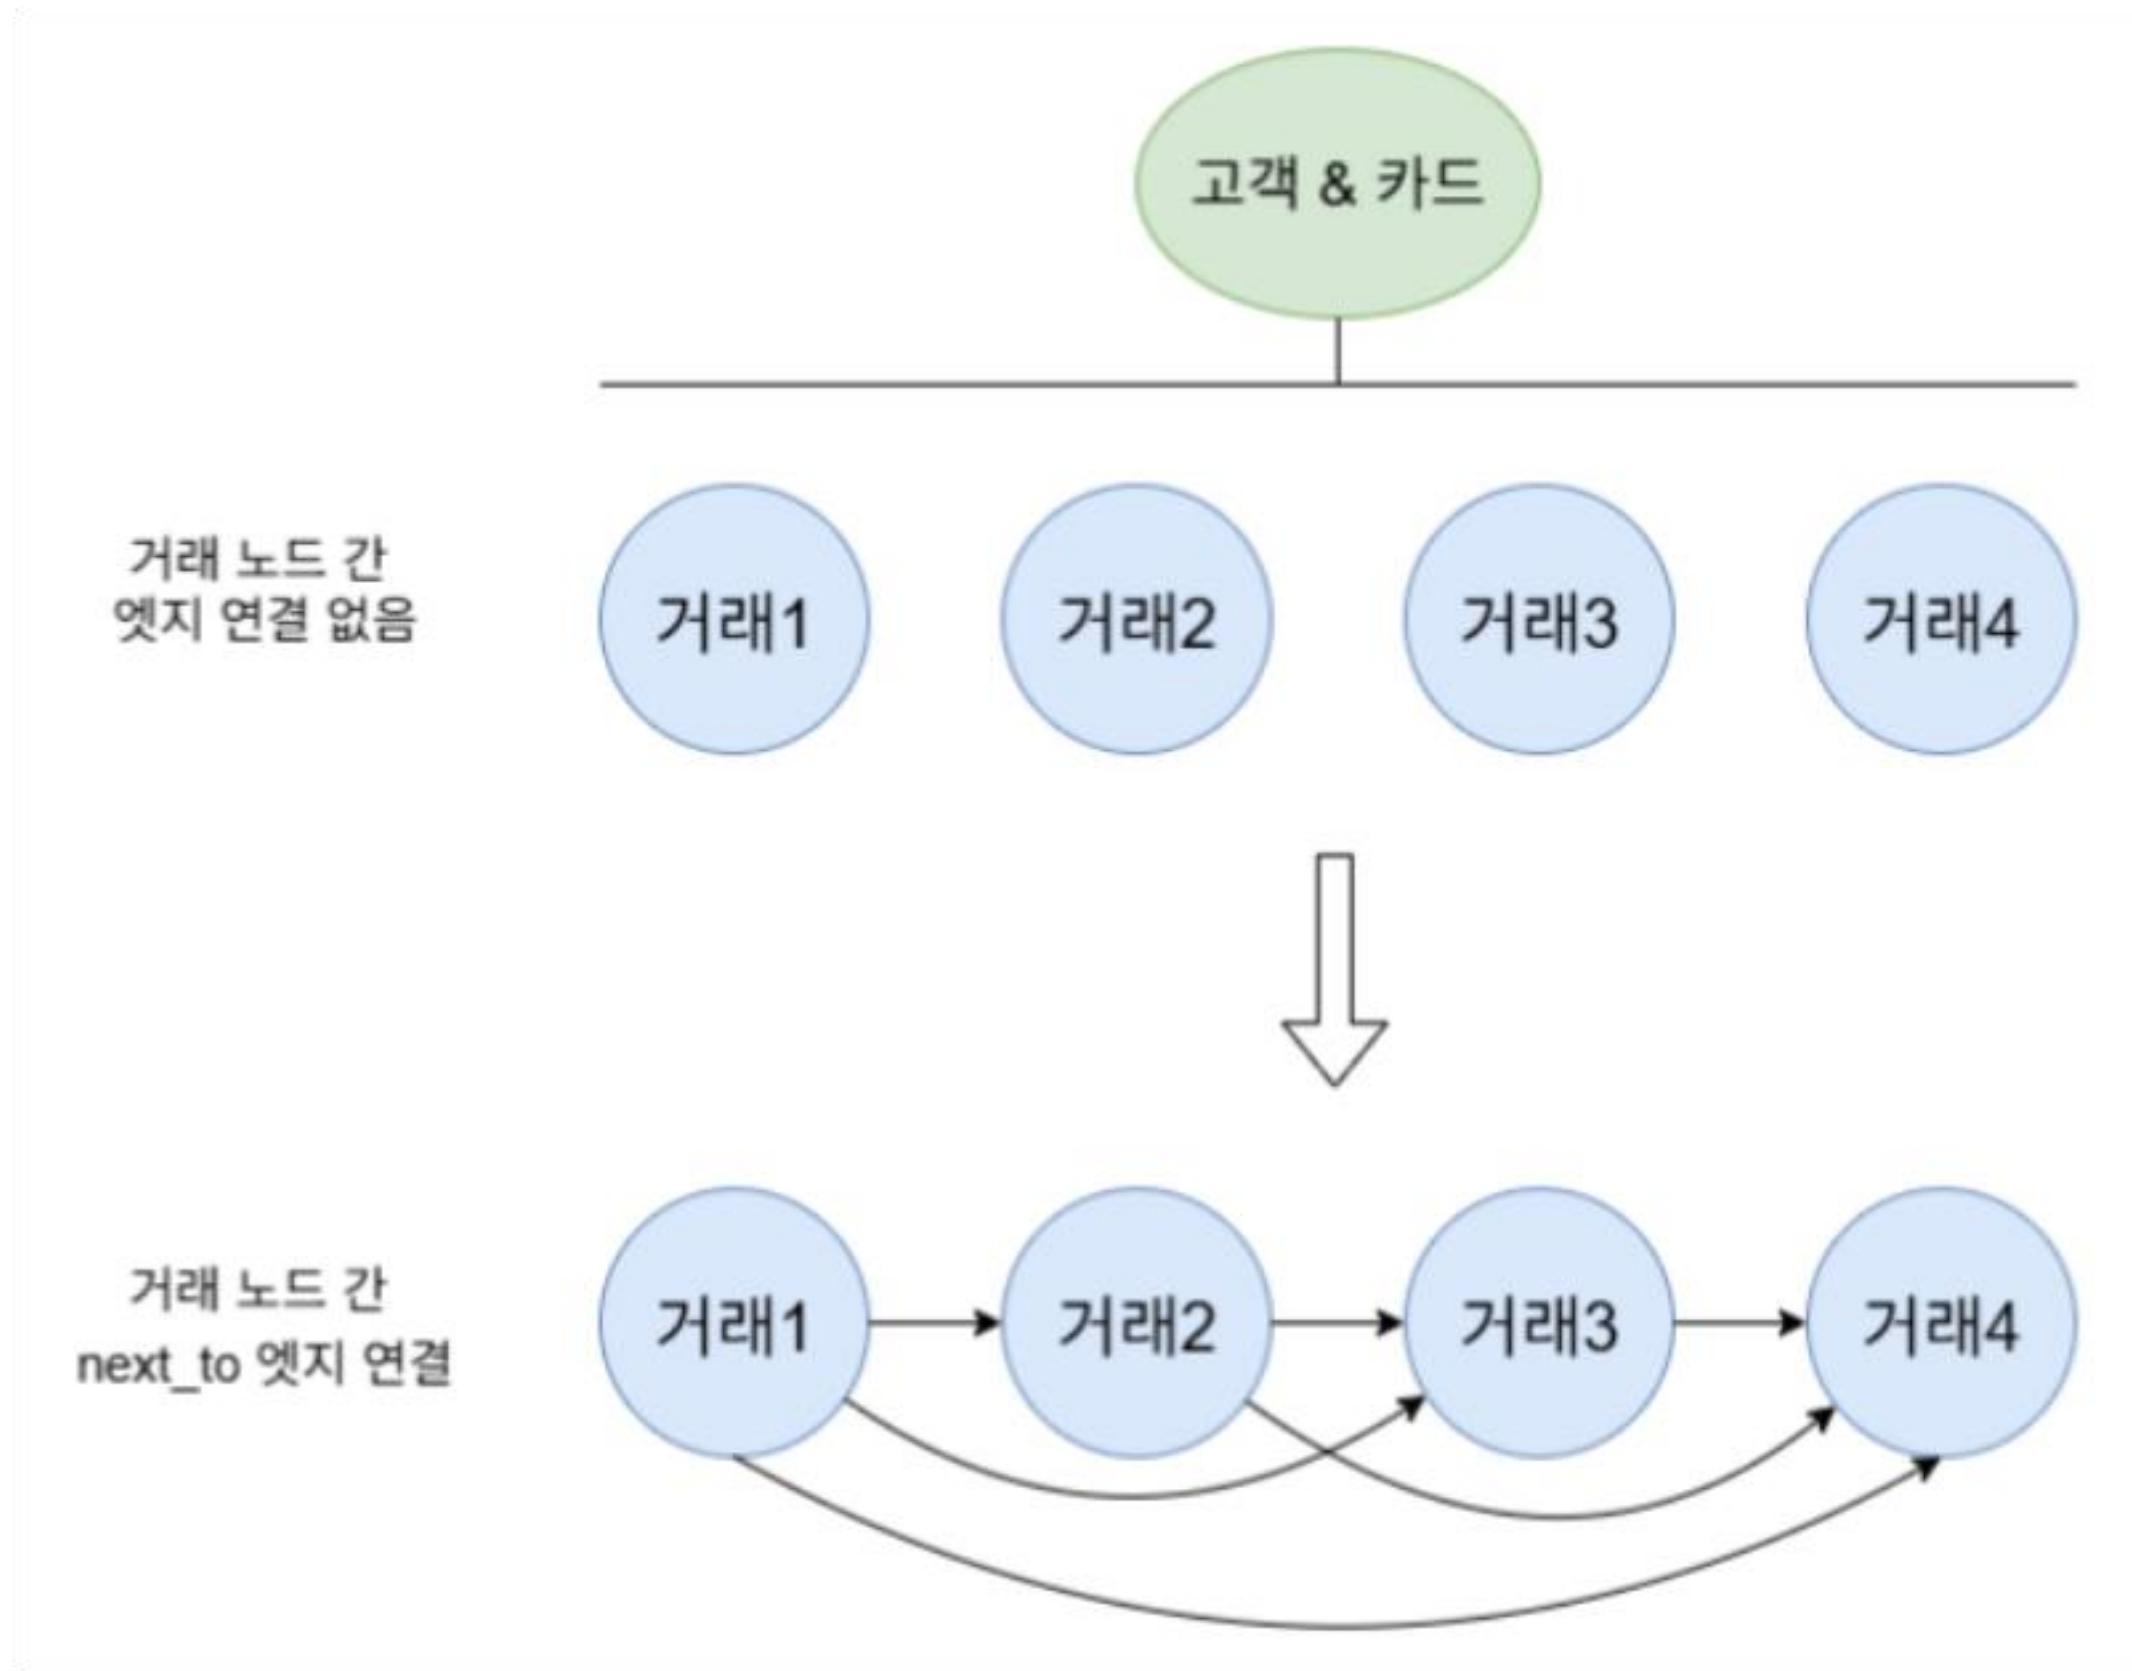 고객 & 카드
거래 노드 간
엣지 연결 없음
거래1
거래2
거래3
거래4
거래 노드 간
next_to 엣지 연결
거래1
거래2
거래3
거래4